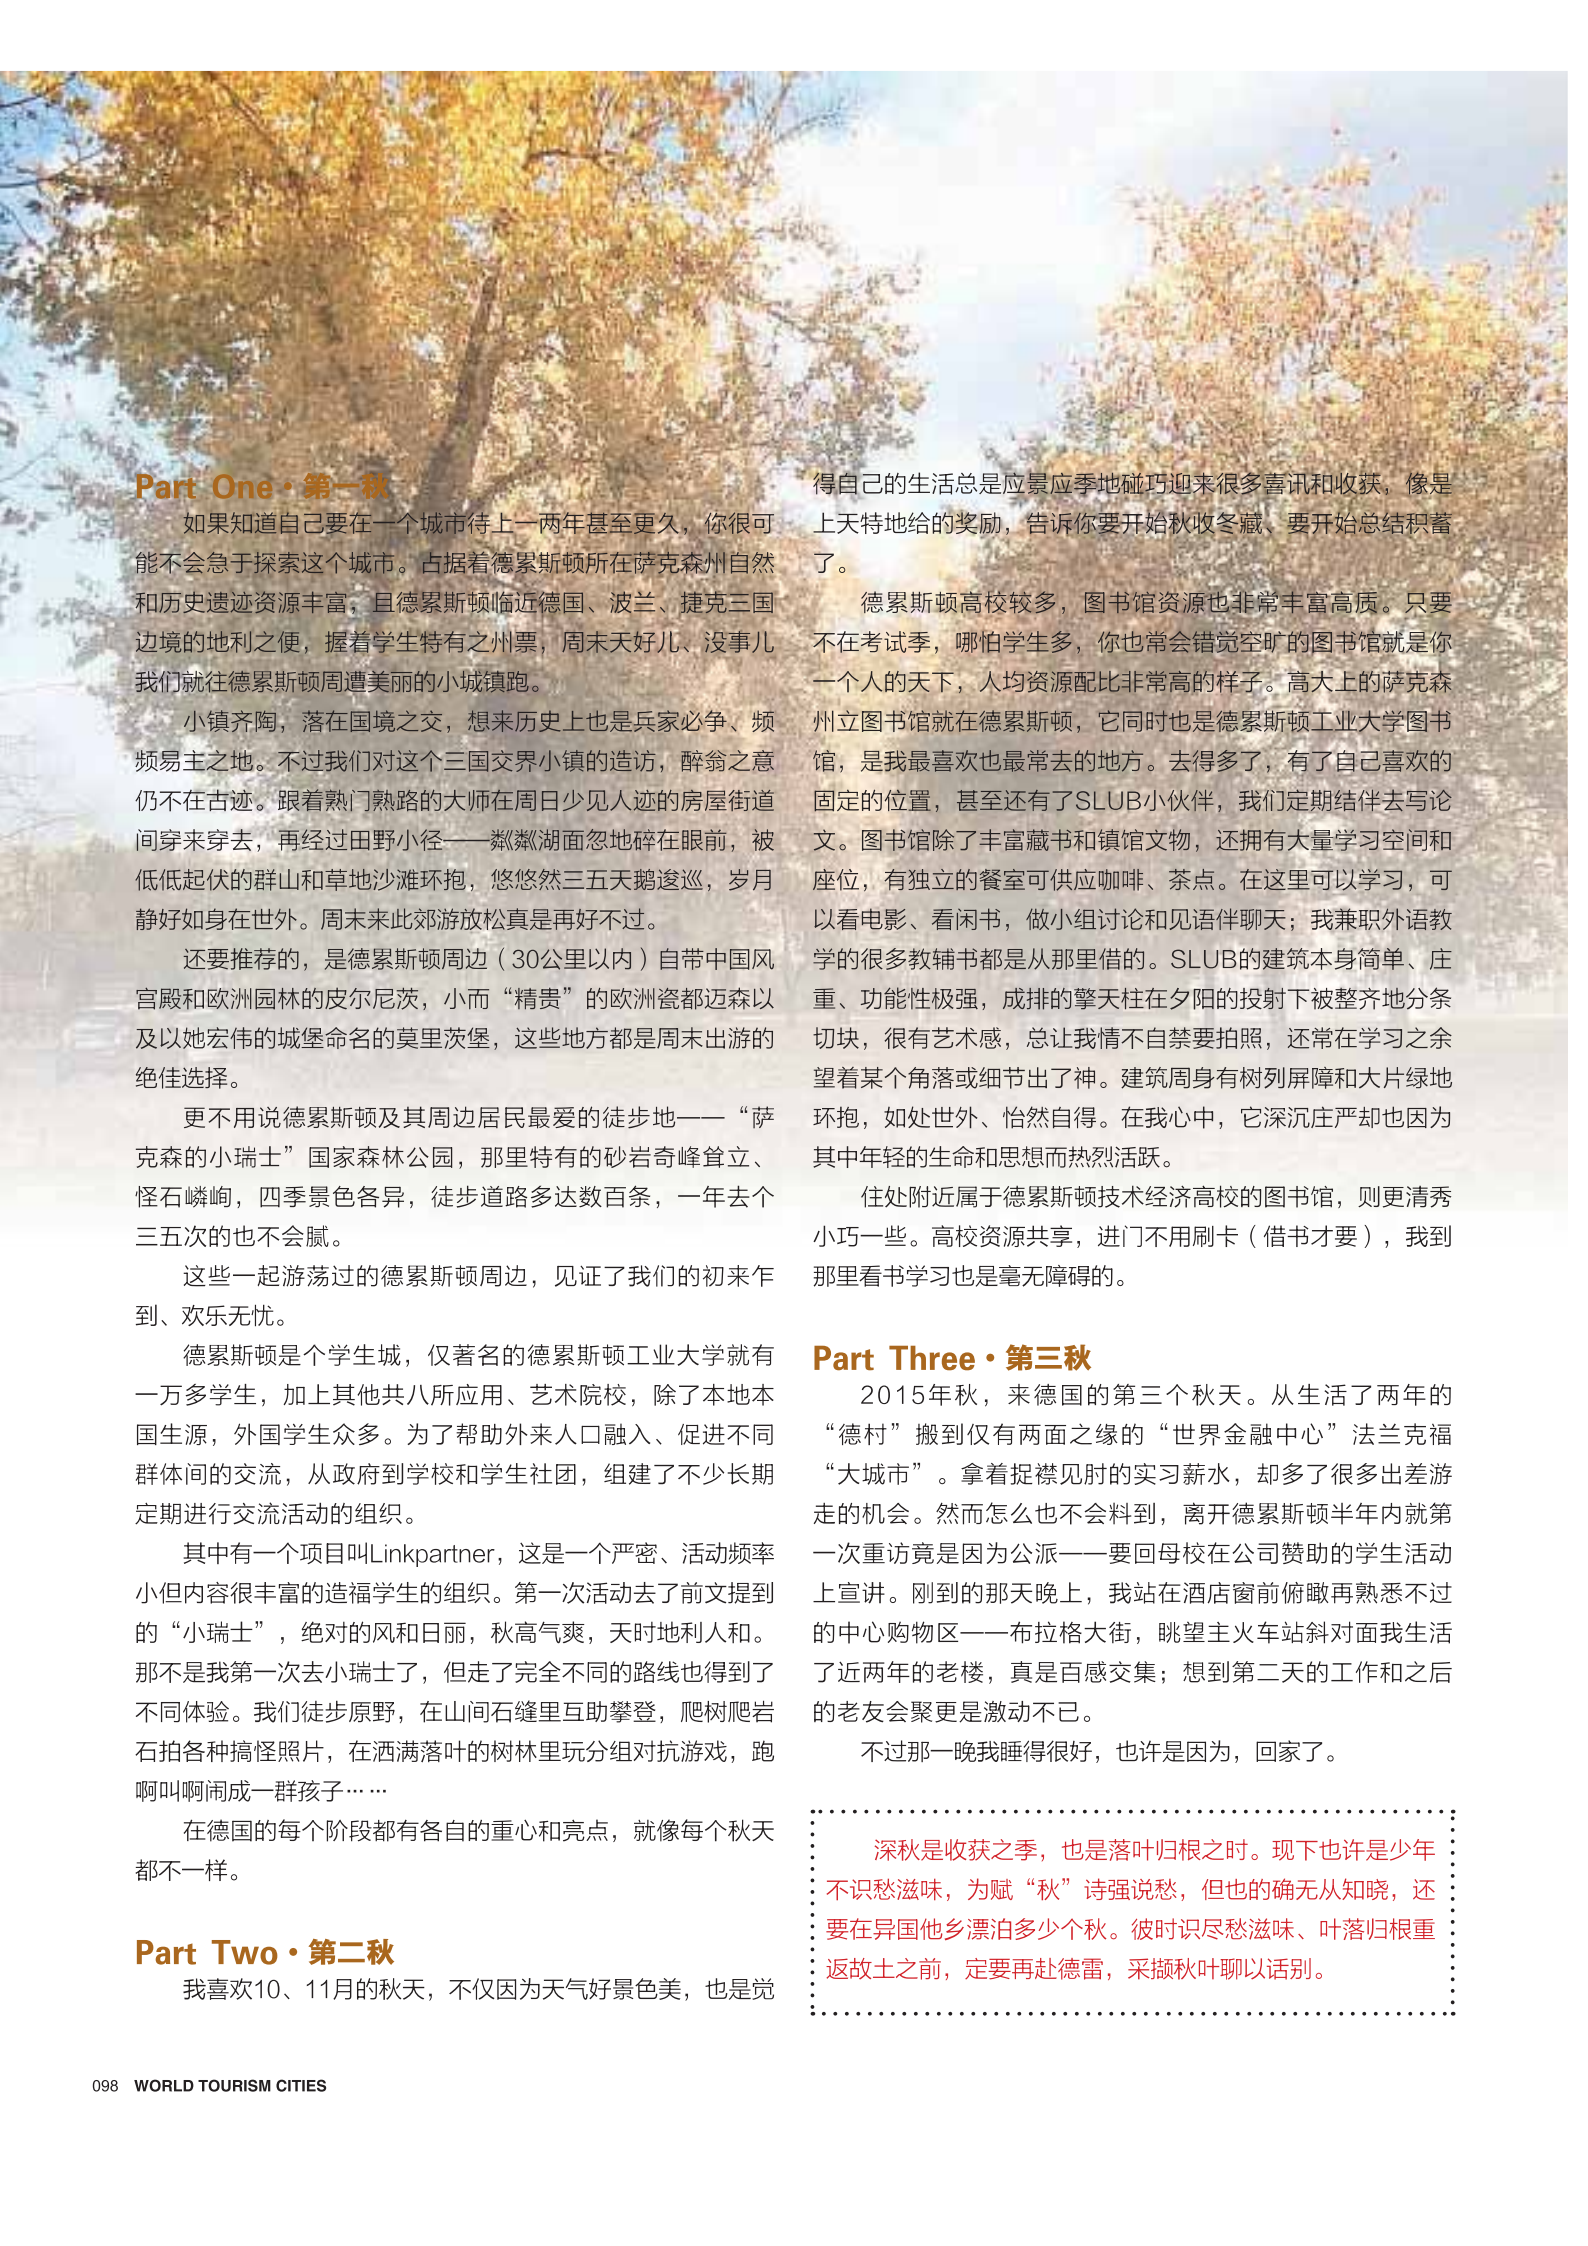 Part One·第一秋
如果知道自己要在一个城市待上一两年甚至更久，你很可
能不会急于探索这个城市。占据着德累斯顿所在萨克森州自然
和历史遗迹资源丰富，且德累斯顿临近德国、波兰、捷克三国
边境的地利之便，握着学生特有之州票，周末天好儿、没事儿
我们就往德累斯顿周遭美丽的小城镇跑。
小镇齐陶，落在国境之交，想来历史上也是兵家必争、频
频易主之地。不过我们对这个三国交界小镇的造访，醉翁之意
仍不在古迹。跟着熟门熟路的大师在周日少见人迹的房屋街道
间穿来穿去，再经过田野小径——粼粼湖面忽地碎在眼前，被
低低起伏的群山和草地沙滩环抱，悠悠然三五天鹅逡巡，岁月
静好如身在世外。周末来此郊游放松真是再好不过。
还要推荐的，是德累斯顿周边（30公里以内）自带中国风
宫殿和欧洲园林的皮尔尼茨，小而“精贵”的欧洲瓷都迈森以
及以她宏伟的城堡命名的莫里茨堡，这些地方都是周末出游的
绝佳选择。
更不用说德累斯顿及其周边居民最爱的徒步地——“萨
克森的小瑞士”国家森林公园，那里特有的砂岩奇峰耸立、
怪石嶙峋，四季景色各异，徒步道路多达数百条，一年去个
三五次的也不会腻。
这些一起游荡过的德累斯顿周边，见证了我们的初来乍
到、欢乐无忧。
德累斯顿是个学生城，仅著名的德累斯顿工业大学就有
一万多学生，加上其他共八所应用、艺术院校，除了本地本
国生源，外国学生众多。为了帮助外来人口融入、促进不同
群体间的交流，从政府到学校和学生社团，组建了不少长期
定期进行交流活动的组织。
其中有一个项目叫Linkpartner，这是一个严密、活动频率
小但内容很丰富的造福学生的组织。第一次活动去了前文提到
的“小瑞士”，绝对的风和日丽，秋高气爽，天时地利人和。
那不是我第一次去小瑞士了，但走了完全不同的路线也得到了
不同体验。我们徒步原野，在山间石缝里互助攀登，爬树爬岩
石拍各种搞怪照片，在洒满落叶的树林里玩分组对抗游戏，跑
啊叫啊闹成一群孩子……
在德国的每个阶段都有各自的重心和亮点，就像每个秋天
都不一样。
Part Two·第二秋
我喜欢10、11月的秋天，不仅因为天气好景色美，也是觉
得自己的生活总是应景应季地碰巧迎来很多喜讯和收获，像是
上天特地给的奖励，告诉你要开始秋收冬藏、要开始总结积蓄
了。
德累斯顿高校较多，图书馆资源也非常丰富高质。只要
不在考试季，哪怕学生多，你也常会错觉空旷的图书馆就是你
一个人的天下，人均资源配比非常高的样子。高大上的萨克森
州立图书馆就在德累斯顿，它同时也是德累斯顿工业大学图书
馆，是我最喜欢也最常去的地方。去得多了，有了自己喜欢的
固定的位置，甚至还有了SLUB小伙伴，我们定期结伴去写论
文。图书馆除了丰富藏书和镇馆文物，还拥有大量学习空间和
座位，有独立的餐室可供应咖啡、茶点。在这里可以学习，可
以看电影、看闲书，做小组讨论和见语伴聊天；我兼职外语教
学的很多教辅书都是从那里借的。SLUB的建筑本身简单、庄
重、功能性极强，成排的擎天柱在夕阳的投射下被整齐地分条
切块，很有艺术感，总让我情不自禁要拍照，还常在学习之余
望着某个角落或细节出了神。建筑周身有树列屏障和大片绿地
环抱，如处世外、怡然自得。在我心中，它深沉庄严却也因为
其中年轻的生命和思想而热烈活跃。
住处附近属于德累斯顿技术经济高校的图书馆，则更清秀
小巧一些。高校资源共享，进门不用刷卡（借书才要），我到
那里看书学习也是毫无障碍的。
Part Three·第三秋
2015年秋，来德国的第三个秋天。从生活了两年的
“德村”搬到仅有两面之缘的“世界金融中心”法兰克福
“大城市”。拿着捉襟见肘的实习薪水，却多了很多出差游
走的机会。然而怎么也不会料到，离开德累斯顿半年内就第
一次重访竟是因为公派——要回母校在公司赞助的学生活动
上宣讲。刚到的那天晚上，我站在酒店窗前俯瞰再熟悉不过
的中心购物区——布拉格大街，眺望主火车站斜对面我生活
了近两年的老楼，真是百感交集；想到第二天的工作和之后
的老友会聚更是激动不已。
不过那一晚我睡得很好，也许是因为，回家了。
深秋是收获之季，也是落叶归根之时。现下也许是少年
不识愁滋味，为赋“秋”诗强说愁，但也的确无从知晓，还
要在异国他乡漂泊多少个秋。彼时识尽愁滋味、叶落归根重
返故土之前，定要再赴德雷，采撷秋叶聊以话别。
098 WORLD TOURISM CITIES